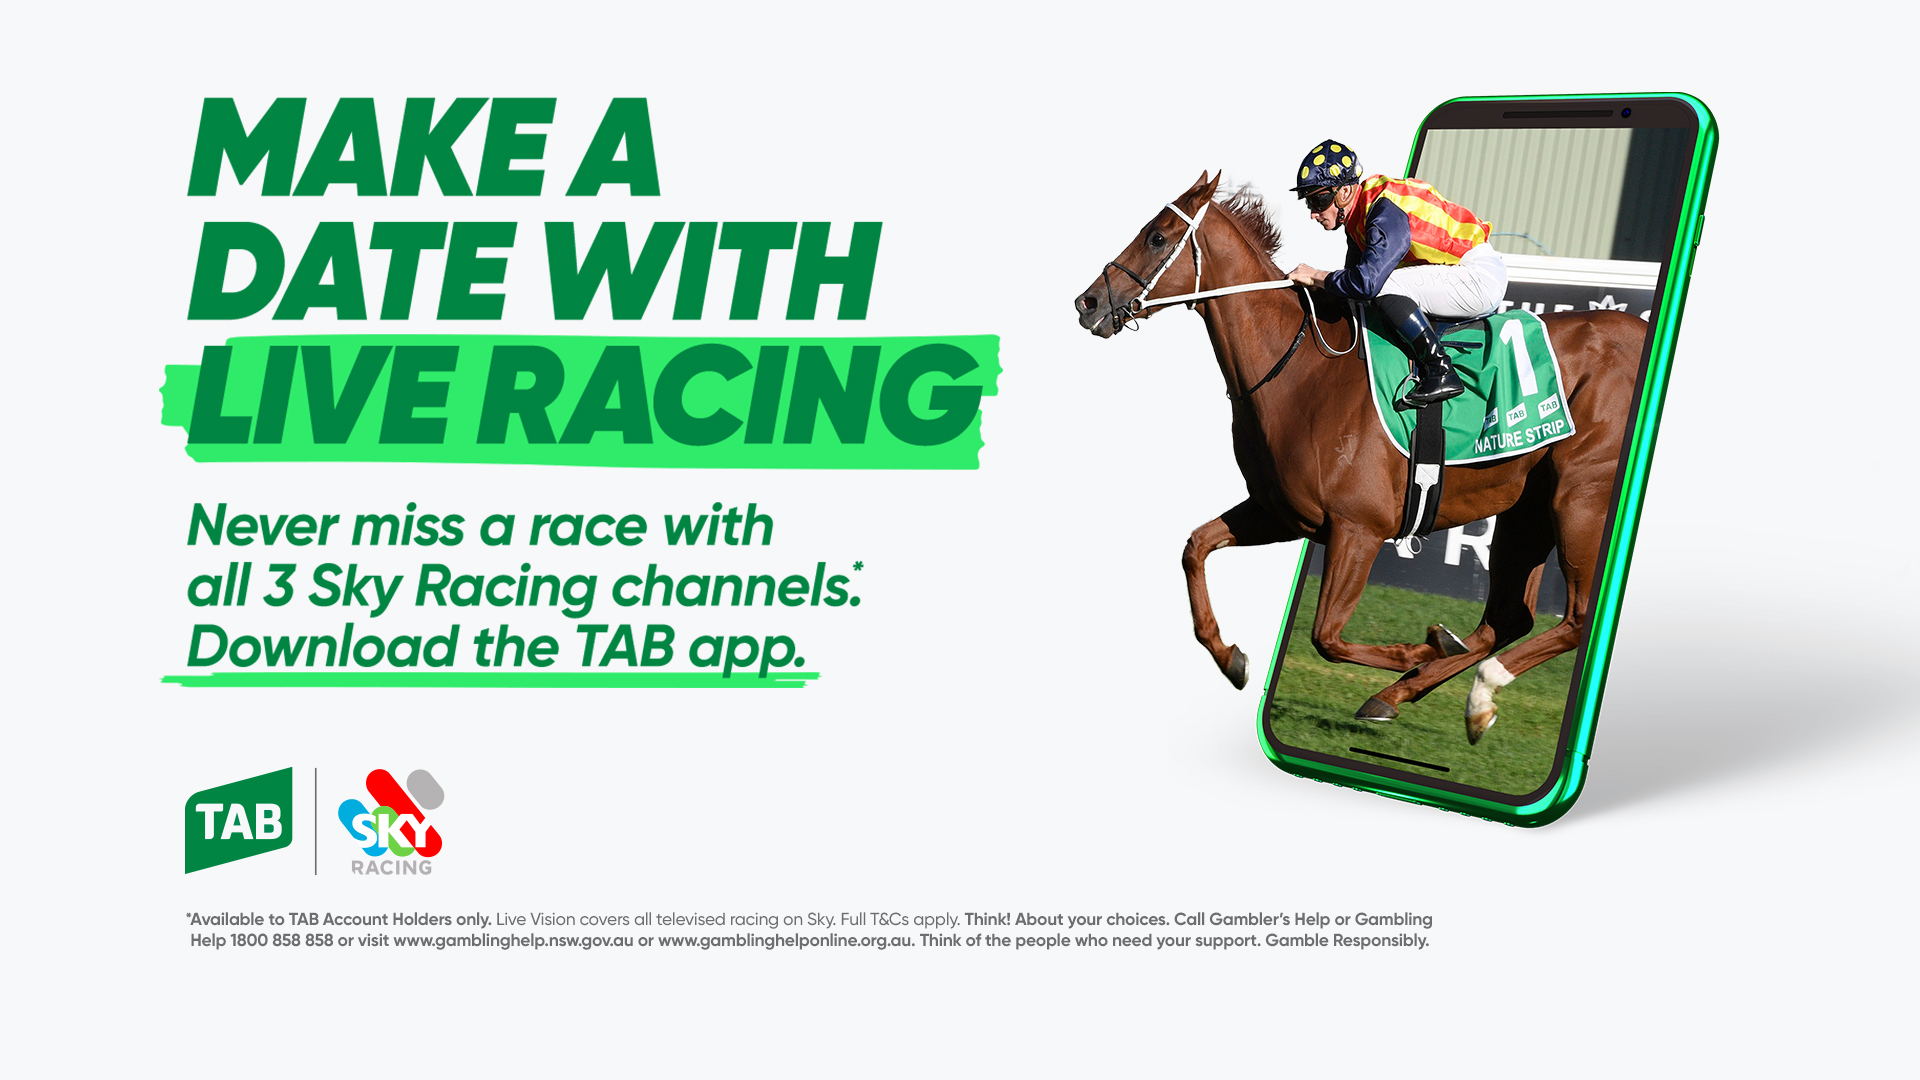 MAKE A
DATE WITH
LIVE RACING
Never miss a race with
all 3 Sky Racing channels.*
Download the TAB app.
1
TAB TAB
NATURE STRIP
TAB
SKY
RACING
*Available to TAB Account Holders only. Live Vision covers all televised racing on Sky. Full T&Cs apply. Think! About your choices. Call Gambler's Help or Gambling
Help 1800 858 858 or visit www.gamblinghelp.nsw.gov.au or www.gamblinghelponline.org.au. Think of the people who need your support. Gamble Responsibly.